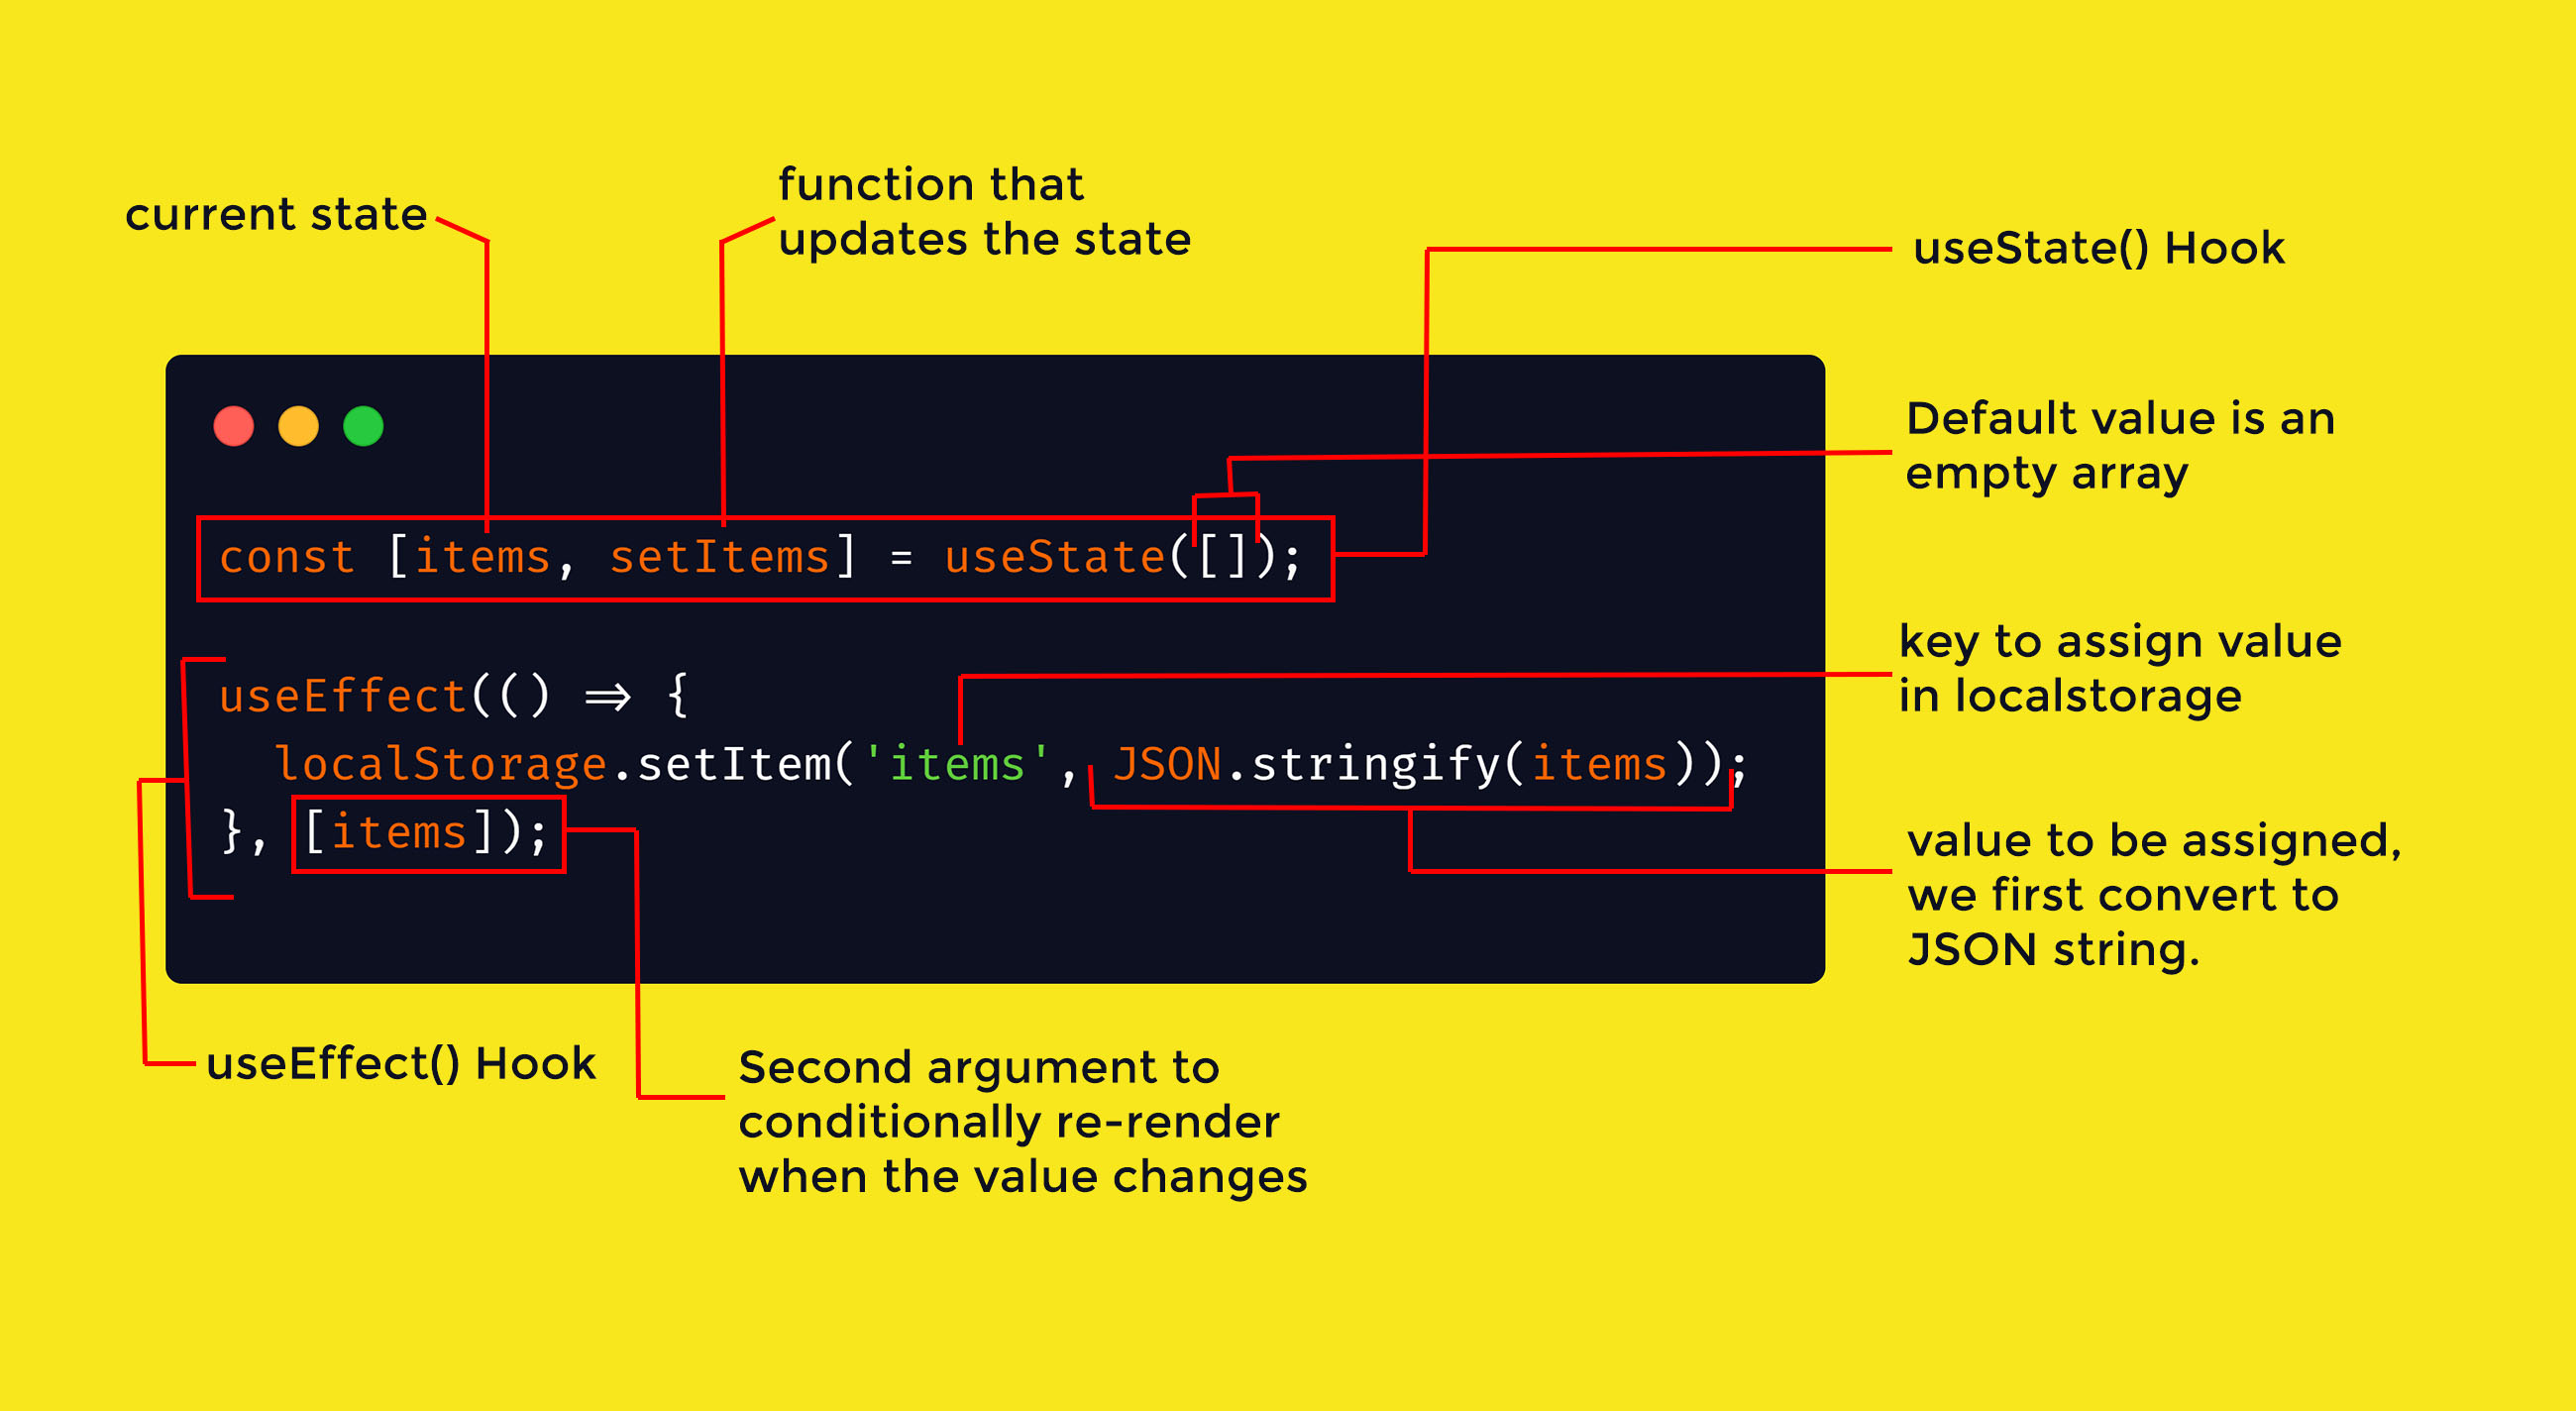 current state
function that
updates the state
useState() Hook
Default value is an
empty array
const [items, setItems] = useState([]);
key to assign value
in localstorage
useEffect(() => {
localStorage.setItem('items', JSON.stringify(items));
}, [items]);
value to be assigned,
we first convert to
JSON string.
useEffect() Hook
Second argument to
conditionally re-render
when the value changes